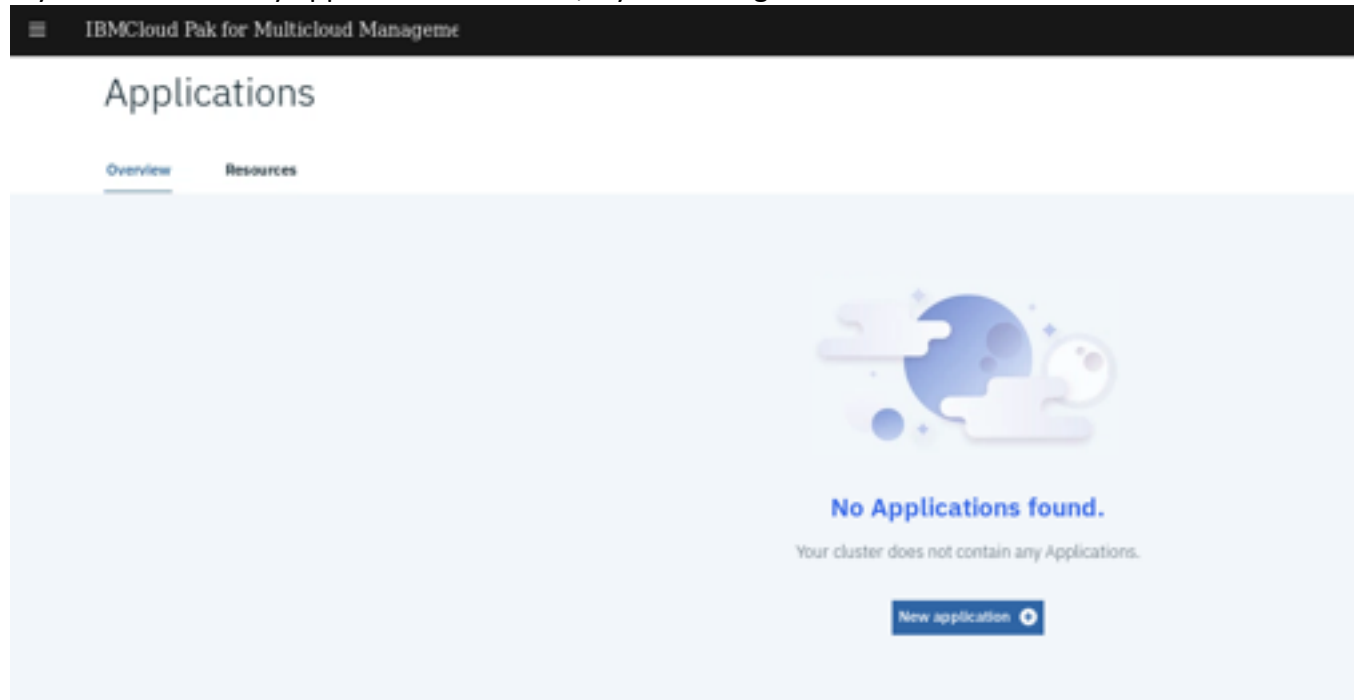 IBMCloud Pak for Multicloud Manageme
Applications
Overview Resources
No Applications found.
Your cluster does not contain any Applications.
New application